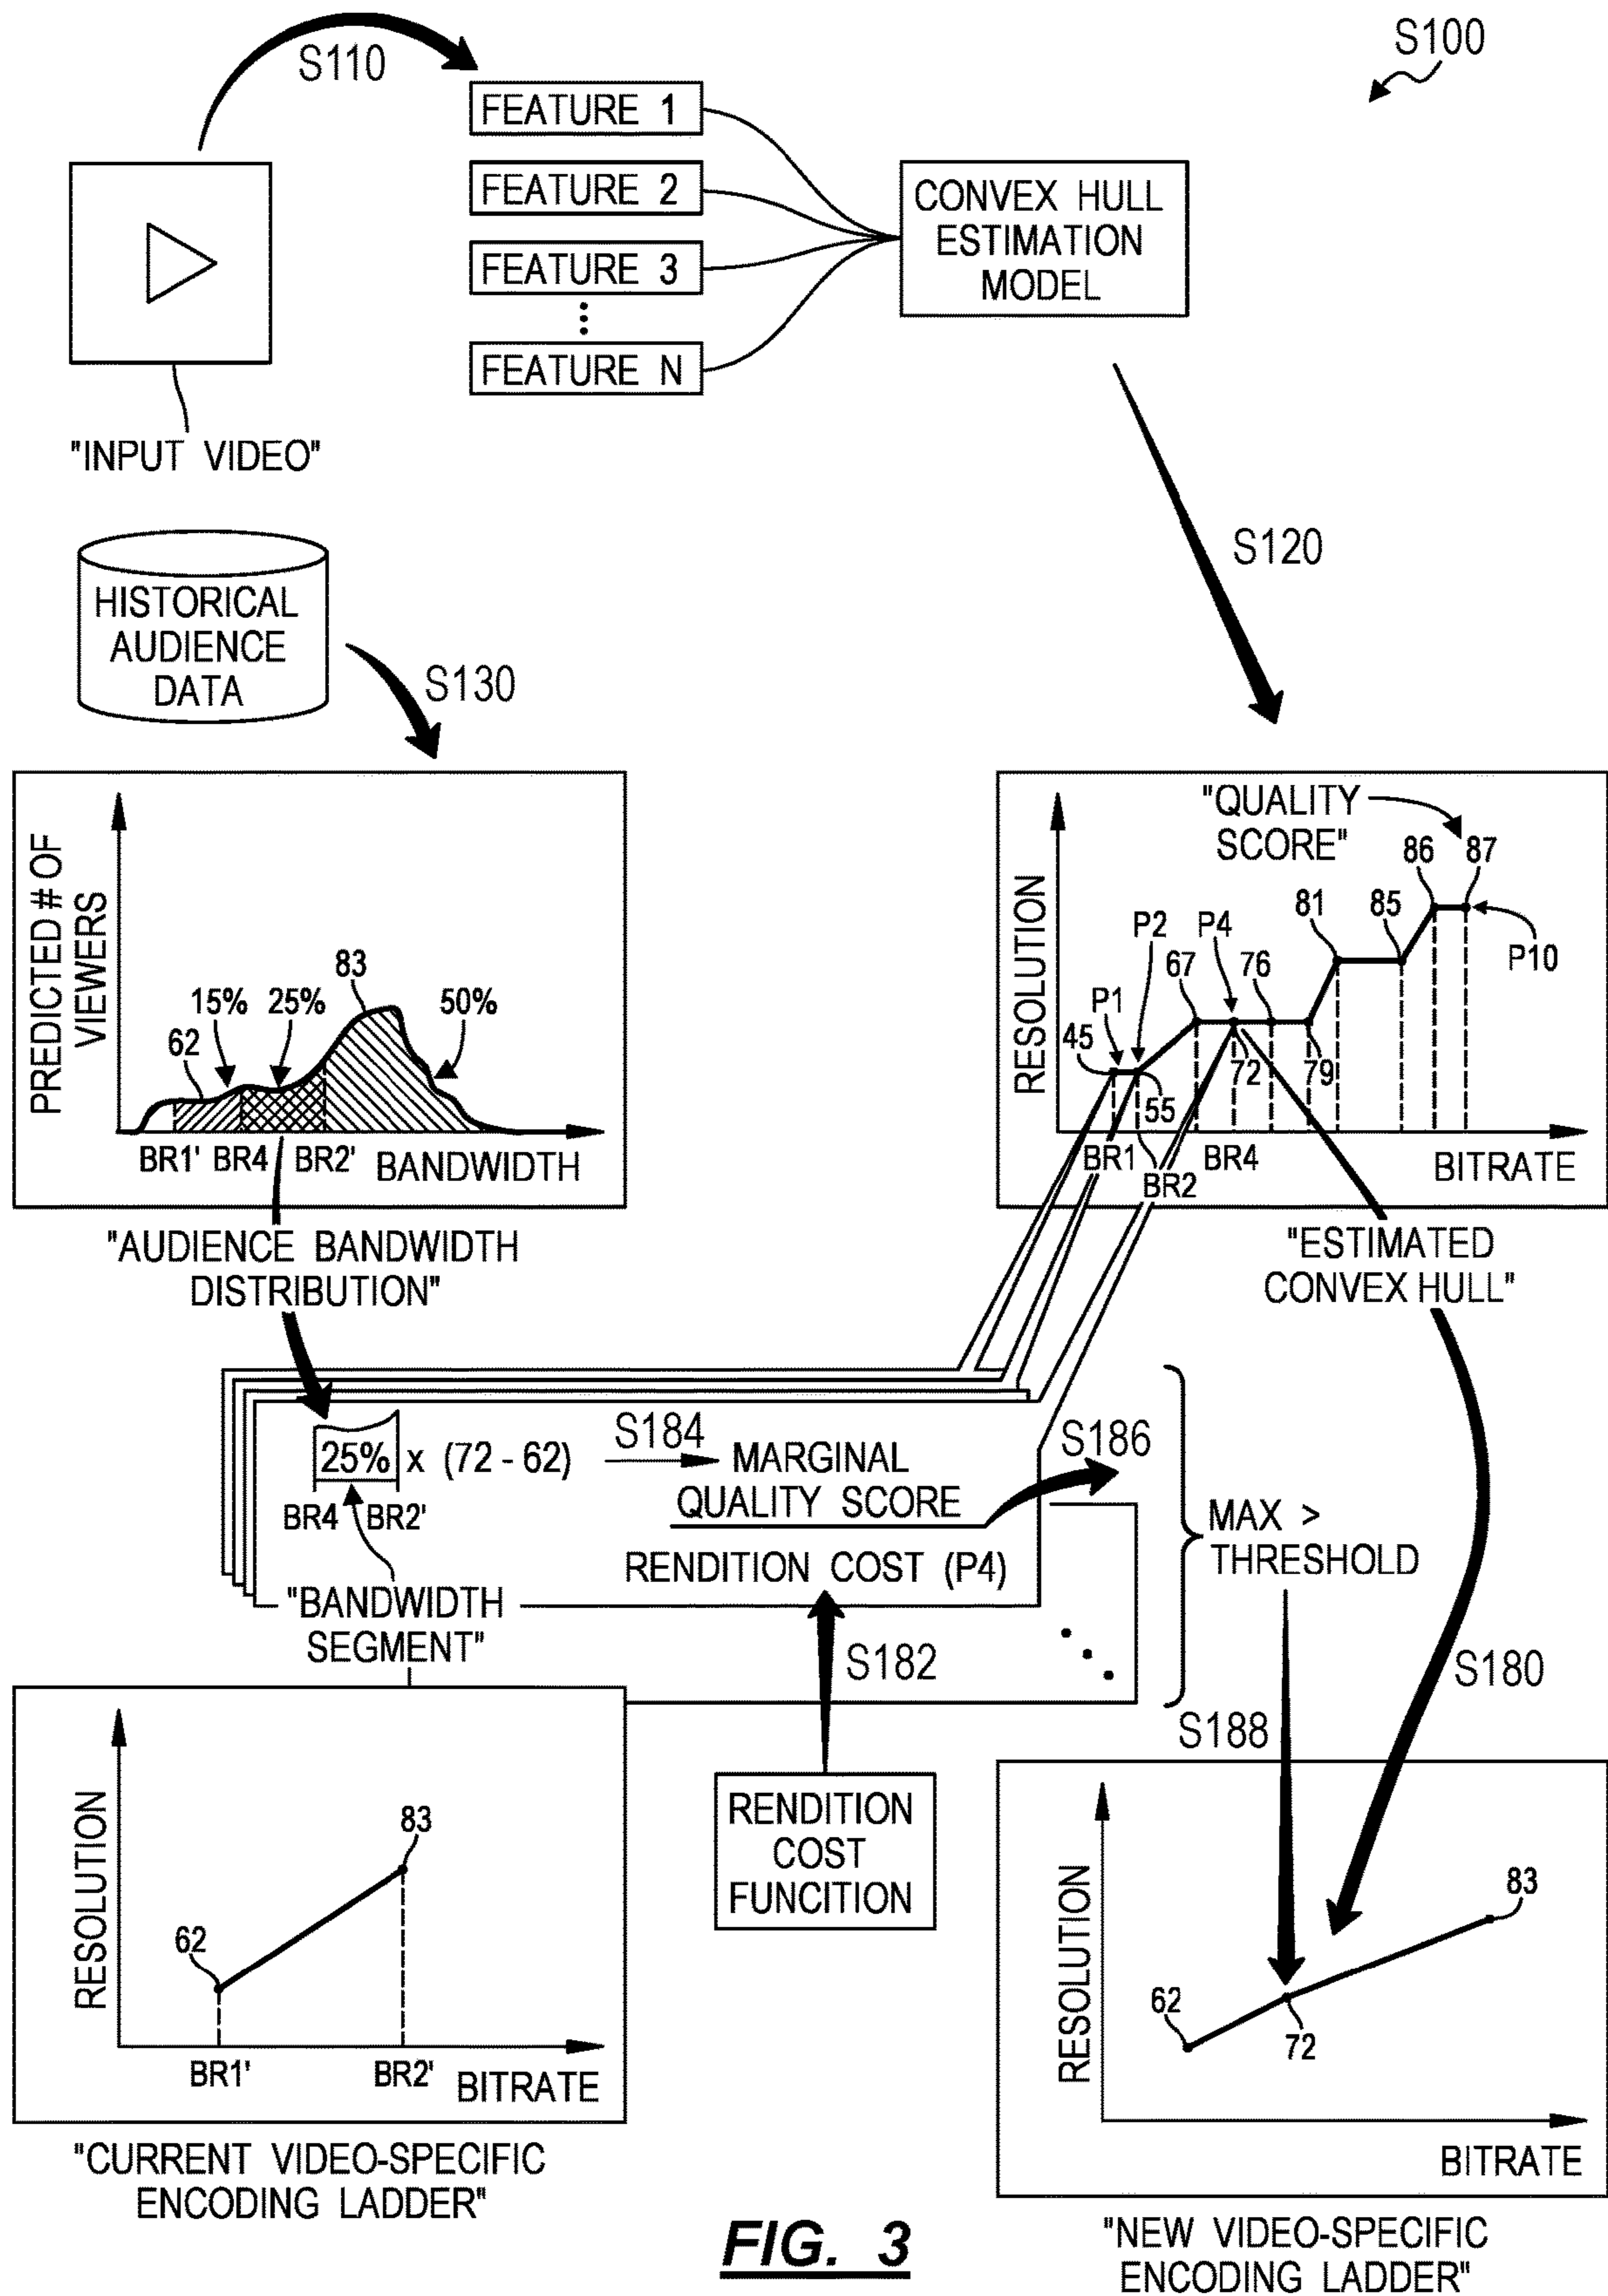 S100
S110
FEATURE 1
FEATURE 2
FEATURE 3
FEATURE N
CONVEX HULL
ESTIMATION
MODEL
"INPUT VIDEO"
S120
HISTORICAL
AUDIENCE
DATA
S130
PREDICTED # OF
VIEWERS
83
15% 25% 50%
62
BR1' BR4 BR2' BANDWIDTH
"AUDIENCE BANDWIDTH
DISTRIBUTION"
"QUALITY
SCORE"
86 87
81 85
P2 P4
67 76 P10
P1
45
72 79
55
RESOLUTION
BR1 BR4 BITRATE
BR2
"ESTIMATED
CONVEX HULL"
25% x (72 - 62)
S184
MARGINAL
QUALITY SCORE
S186
BR4 BR2'
RENDITION COST (P4)
"BANDWIDTH
SEGMENT"
MAX >
THRESHOLD
S182
S180
S188
RENDITION
COST
FUNCITION
RESOLUTION
83
62
BR1' BR2' BITRATE
"CURRENT VIDEO-SPECIFIC
ENCODING LADDER"
RESOLUTION
83
62
72
BITRATE
"NEW VIDEO-SPECIFIC
ENCODING LADDER"
FIG. 3